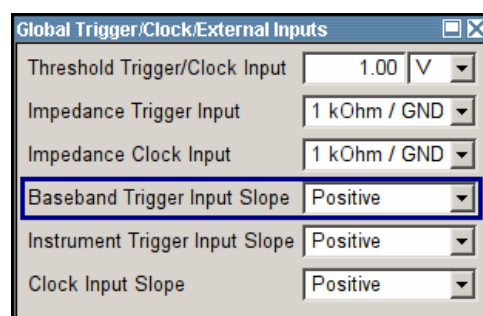 Global Trigger/Clock/External Inputs
Threshold Trigger/Clock Input 1.00 V
Impedance Trigger Input 1 kOhm / GND
Impedance Clock Input 1 kOhm / GND
Baseband Trigger Input Slope Positive
Instrument Trigger Input Slope Positive
Clock Input Slope Positive